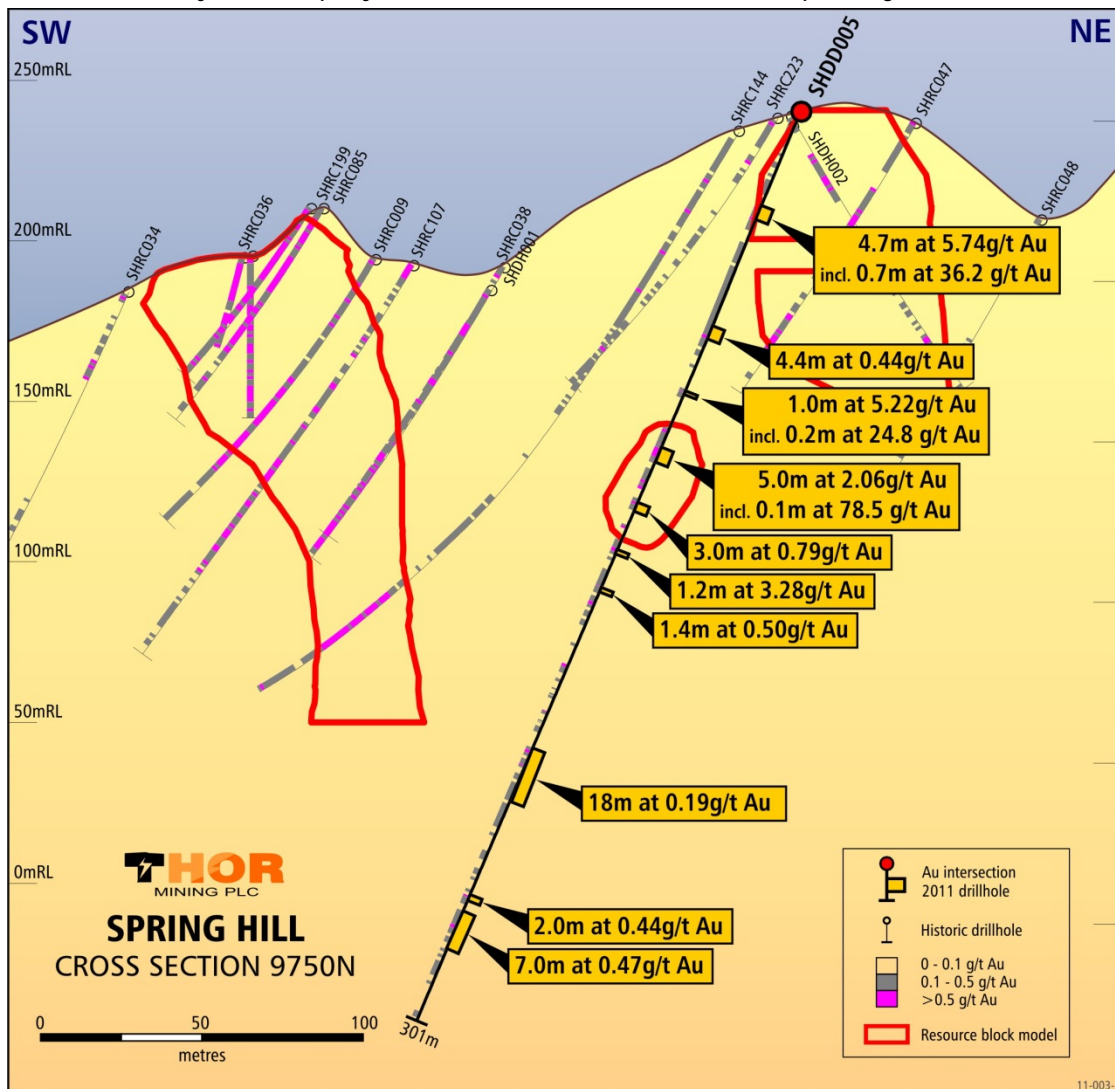 SW
NE
250mRL
200mRL
150mRL
100mRL
50mRL
0mRL
SHRC034
SHRC036
SHRC199
SHRC085
SHRC009
SHRC107
SHRC038
SHDH001
SHRC144
SHRC223
SHDD005
SHDH002
SHRC047
SHRC048
4.7m at 5.74g/t Au
incl. 0.7m at 36.2 g/t Au
4.4m at 0.44g/t Au
1.0m at 5.22g/t Au
incl. 0.2m at 24.8 g/t Au
5.0m at 2.06g/t Au
incl. 0.1m at 78.5 g/t Au
3.0m at 0.79g/t Au
1.2m at 3.28g/t Au
1.4m at 0.50g/t Au
18m at 0.19g/t Au
2.0m at 0.44g/t Au
7.0m at 0.47g/t Au
301m
THOR
MINING PLC
SPRING HILL
CROSS SECTION 9750N
0 50 100
metres
Au intersection
2011 drillhole
Historic drillhole
0 - 0.1 g/t Au
0.1 - 0.5 g/t Au
>0.5 g/t Au
Resource block model